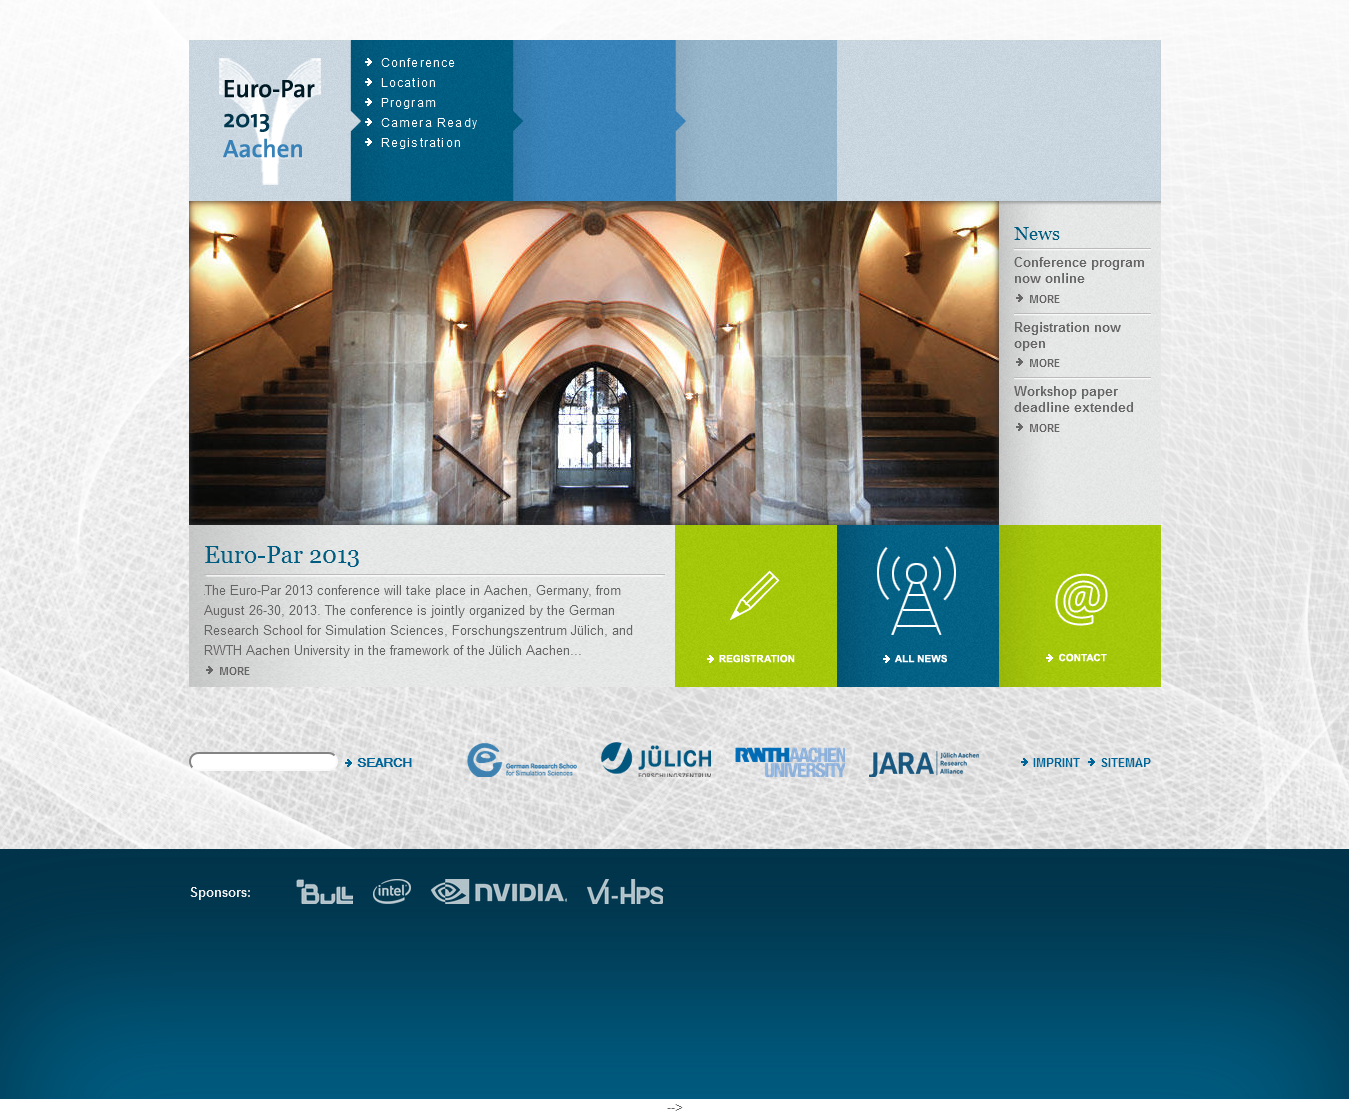 Euro-Par
2013
Aachen
Conference
Location
Program
Camera Ready
Registration
News
Conference program
now online
MORE
Registration now
open
MORE
Workshop paper
deadline extended
MORE
Euro-Par 2013
The Euro-Par 2013 conference will take place in Aachen, Germany, from
August 26-30, 2013. The conference is jointly organized by the German
Research School for Simulation Sciences, Forschungszentrum Jülich, and
RWTH Aachen University in the framework of the Jülich Aachen...
MORE
REGISTRATION
ALL NEWS
@
CONTACT
SEARCH
German Research Schoo
for Simulation Sciences
JÜLICH
FORSCHUNGSZENTRUM
RWTHAACHEN
UNIVERSITY
JARA
Jülich Aachen
Research
Alliance
IMPRINT
SITEMAP
Sponsors:
BULL
intel
NVIDIA.
VI-HPS
-->